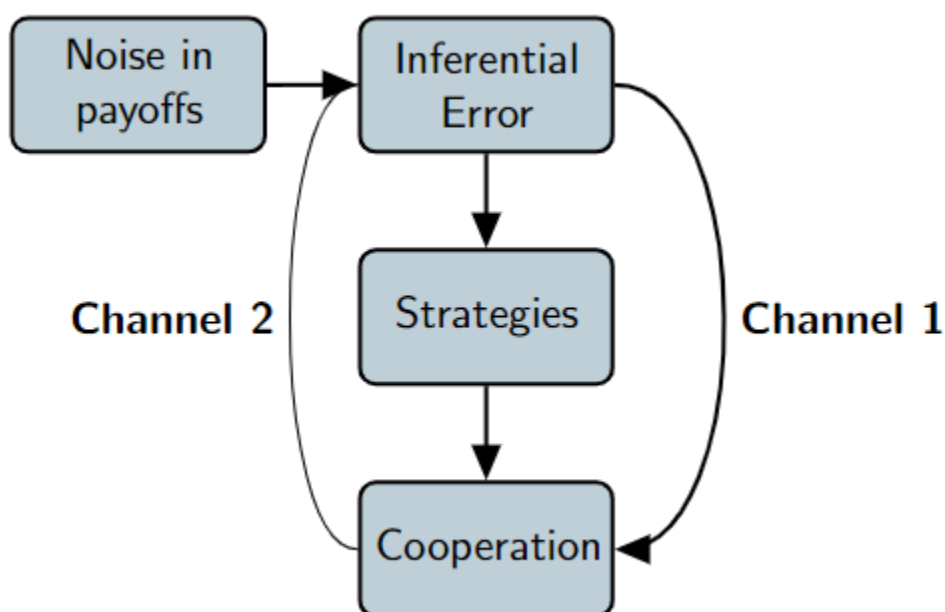 Noise in
payoffs
Inferential
Error
Channel 2
Strategies
Channel 1
Cooperation